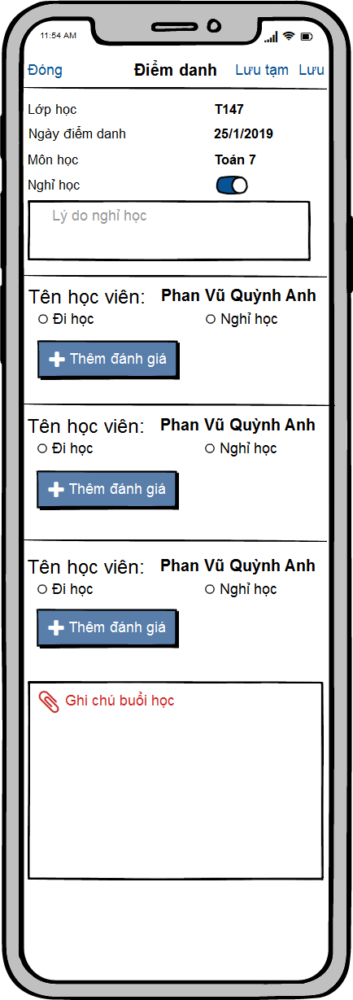 11:54 AM
Đóng Điểm danh Lưu tạm Lưu
Lớp học T147
Ngày điểm danh 25/1/2019
Môn học Toán 7
Nghỉ học
Lý do nghỉ học
Tên học viên: Phan Vũ Quỳnh Anh
Đi học Nghỉ học
Thêm đánh giá
Tên học viên: Phan Vũ Quỳnh Anh
Đi học Nghỉ học
Thêm đánh giá
Tên học viên: Phan Vũ Quỳnh Anh
Đi học Nghỉ học
Thêm đánh giá
Ghi chú buổi học